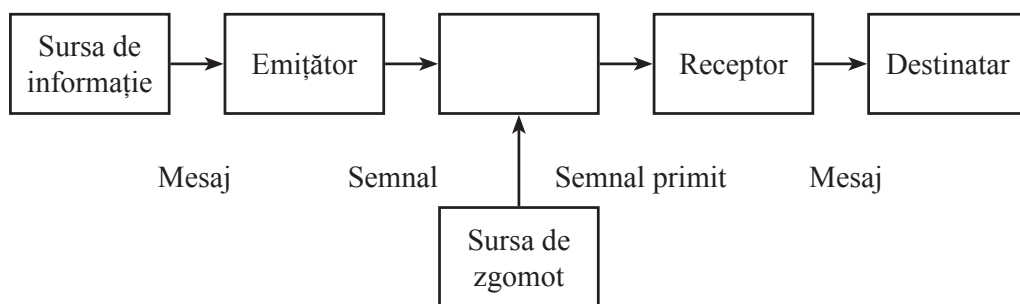 Sursa de
informație
Emițător
Receptor
Destinatar
Mesaj
Semnal
Semnal primit
Mesaj
Sursa de
zgomot